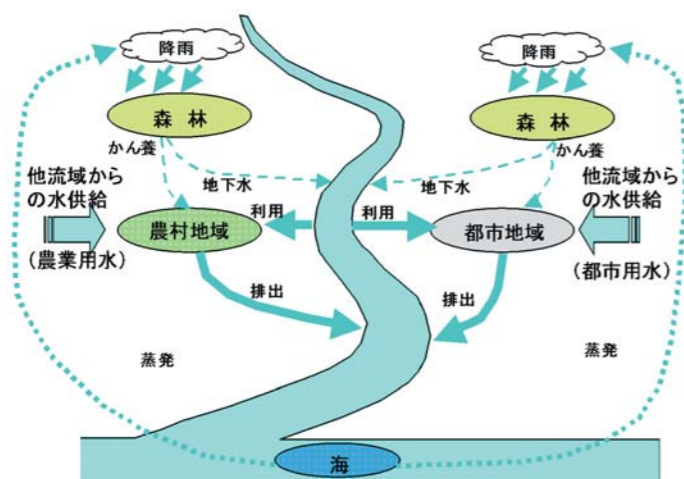 降雨
降雨
森 林
森 林
かん養
かん養
地下水
地下水
他流域から
の水供給
他流域から
の水供給
利用
利用
農村地域
都市地域
（農業用水）
（都市用水）
排出
排出
蒸発
蒸発
海